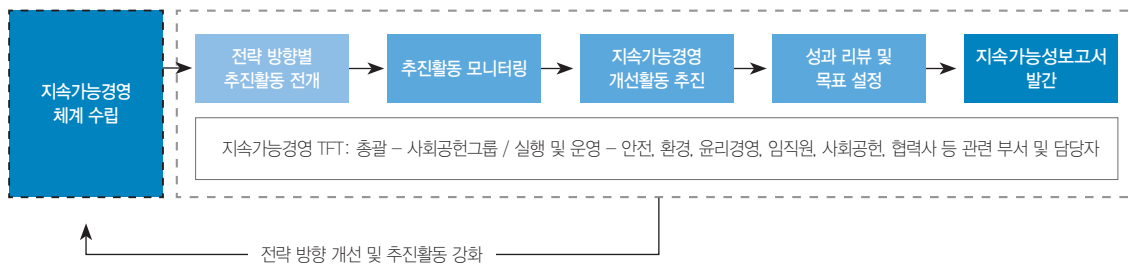 지속가능경영
체계 수립
전략 방향별
추진활동 전개
추진활동 모니터링
지속가능경영
개선활동 추진
성과 리뷰 및
목표 설정
지속가능성보고서
발간
지속가능경영 TFT: 총괄 – 사회공헌그룹 / 실행 및 운영 – 안전, 환경, 윤리경영, 임직원, 사회공헌, 협력사 등 관련 부서 및 담당자
전략 방향 개선 및 추진활동 강화